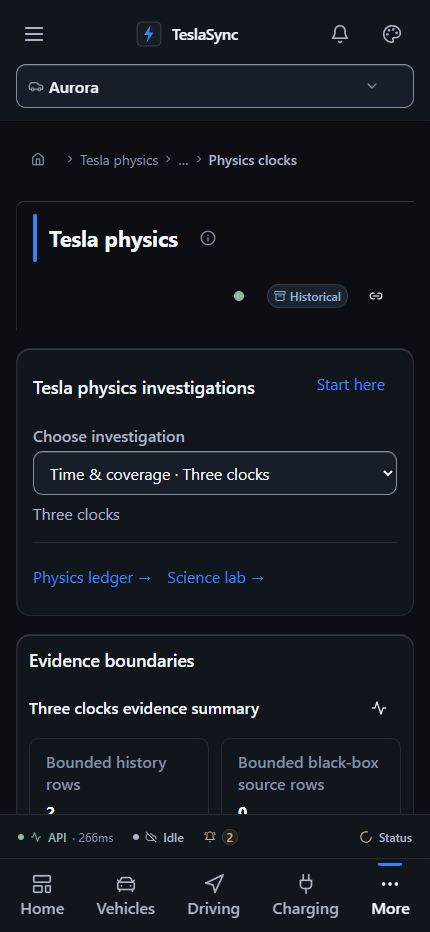 TeslaSync
Aurora
Tesla physics
...
Physics clocks
Tesla physics
Historical
Tesla physics investigations
Start here
Choose investigation
Time & coverage · Three clocks
Three clocks
Physics ledger →
Science lab →
Evidence boundaries
Three clocks evidence summary
Bounded history
rows
Bounded black-box
source rows
API · 266ms
Idle
2
Status
Home
Vehicles
Driving
Charging
More